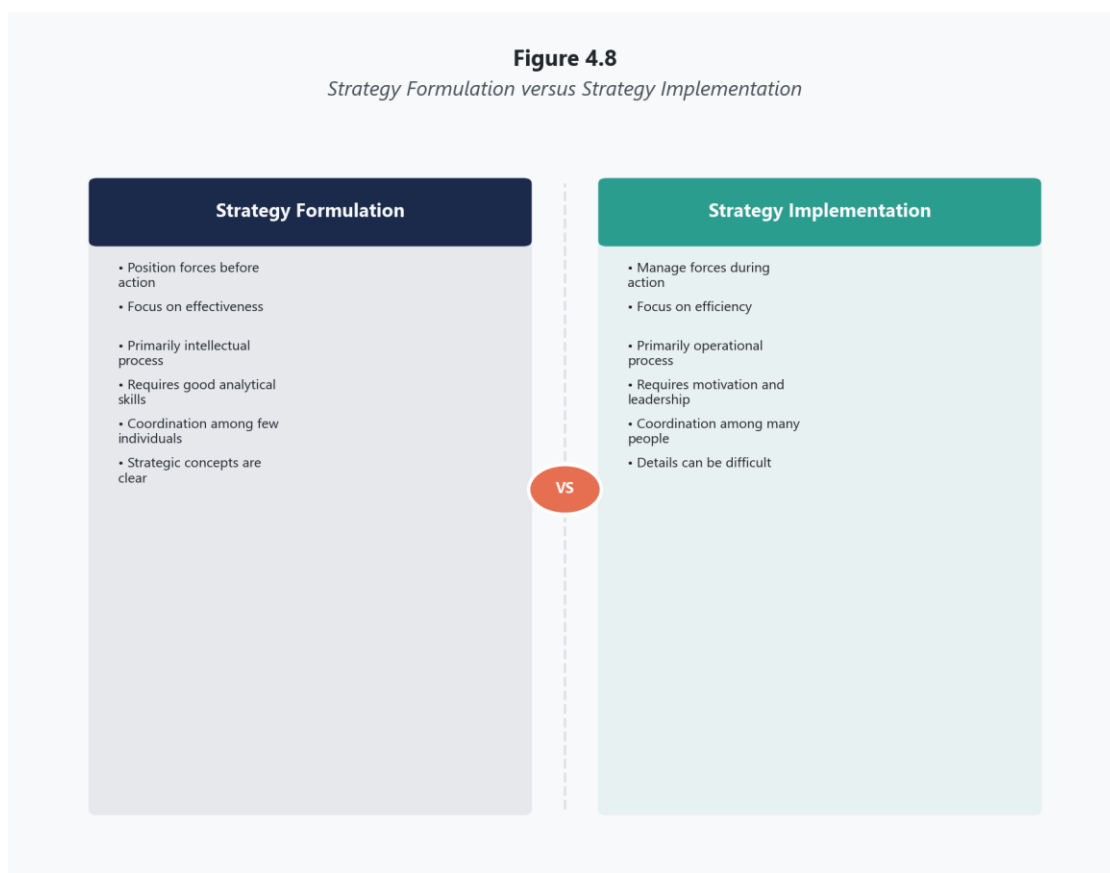 Figure 4.8
Strategy Formulation versus Strategy Implementation
Strategy Formulation
• Position forces before
action
• Focus on effectiveness
• Primarily intellectual
process
• Requires good analytical
skills
• Coordination among few
individuals
• Strategic concepts are
clear
VS
Strategy Implementation
• Manage forces during
action
• Focus on efficiency
• Primarily operational
process
• Requires motivation and
leadership
• Coordination among many
people
• Details can be difficult